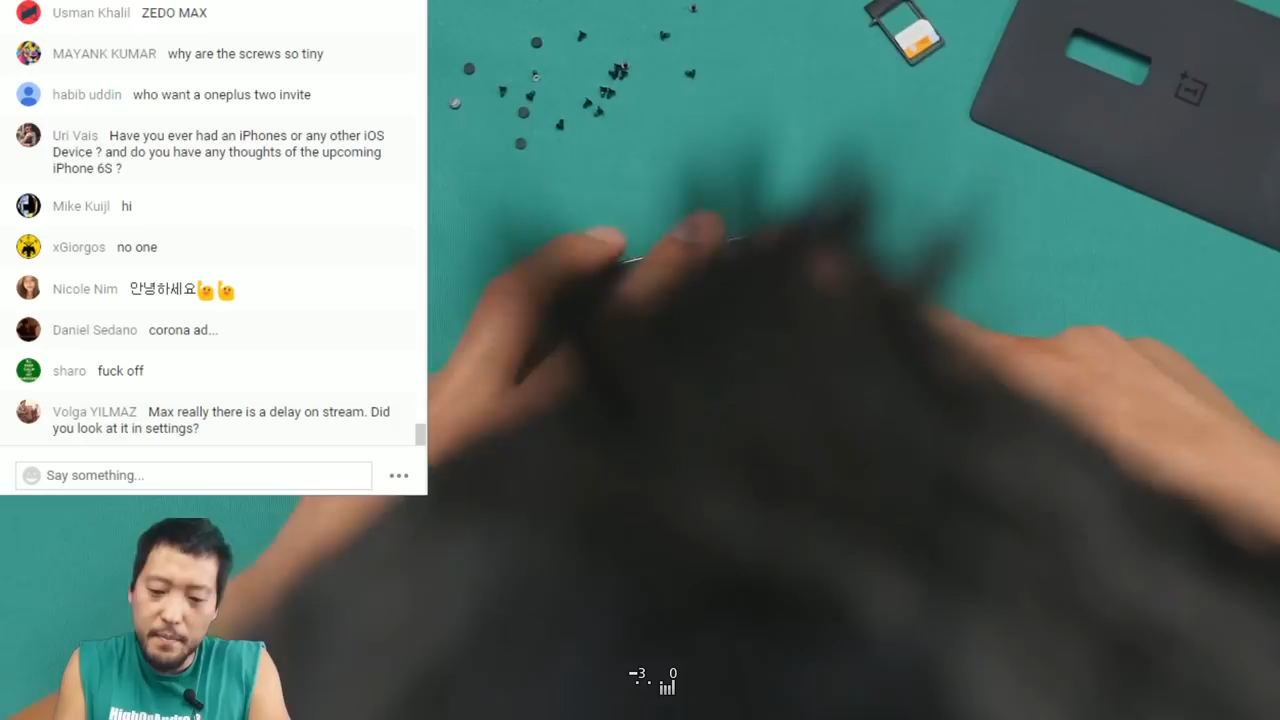 Usman Khalil ZEDO MAX
MAYANK KUMAR why are the screws so tiny
habib uddin who want a oneplus two invite
Uri Vais Have you ever had an iPhones or any other iOS
Device ? and do you have any thoughts of the upcoming
iPhone 6S ?
Mike Kuijl hi
xGiorgos no one
Nicole Nim 안녕하세요
Daniel Sedano corona ad...
sharo fuck off
Volga YILMAZ Max really there is a delay on stream. Did
you look at it in settings?
Say something...
-3 0